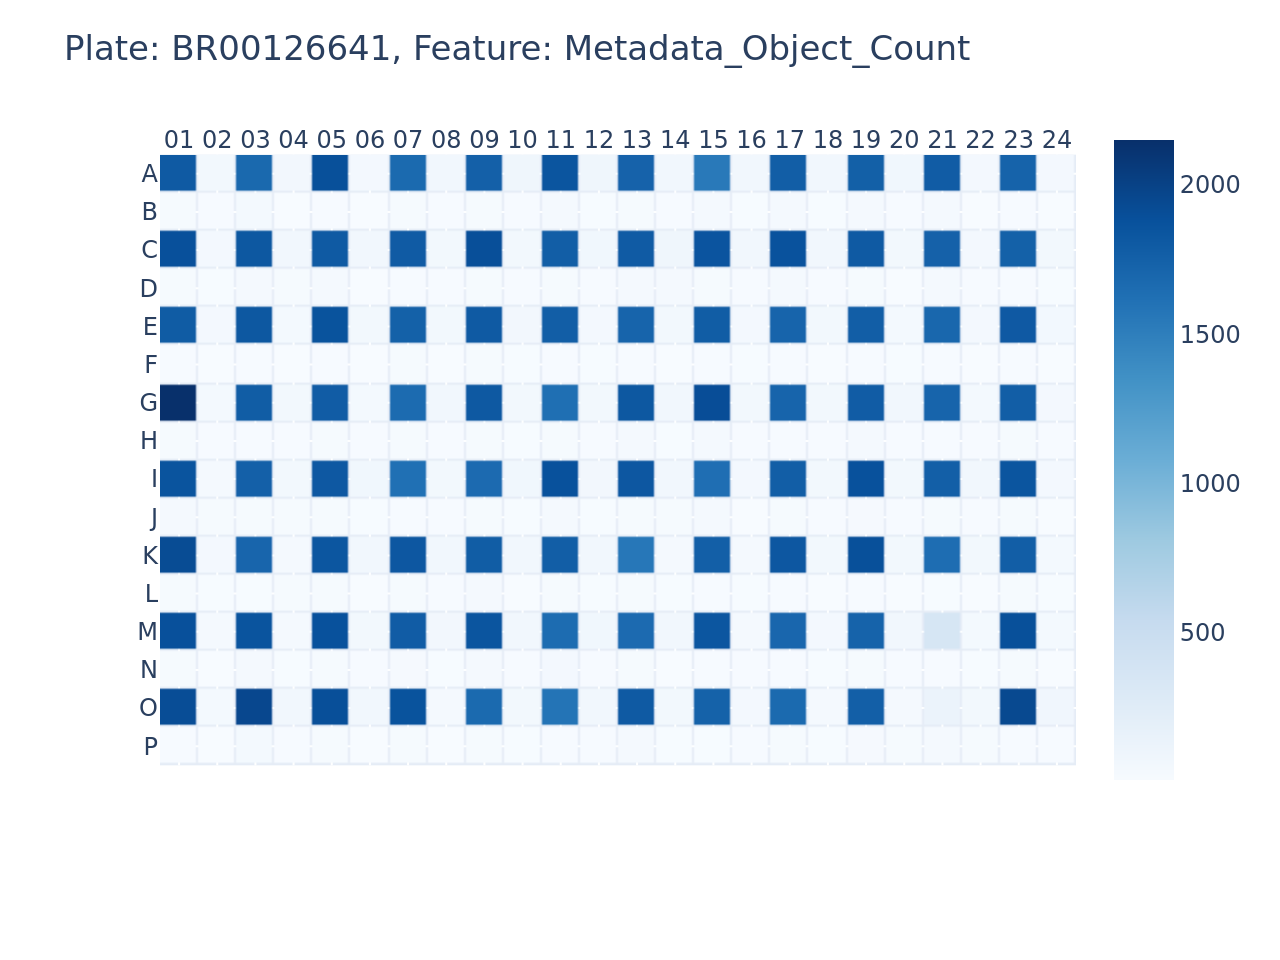 Plate: BR00126641, Feature: Metadata_Object_Count
01 02 03 04 05 06 07 08 09 10 11 12 13 14 15 16 17 18 19 20 21 22 23 24
A
B
C
D
E
F
G
H
I
J
K
L
M
N
O
P
2000
1500
1000
500